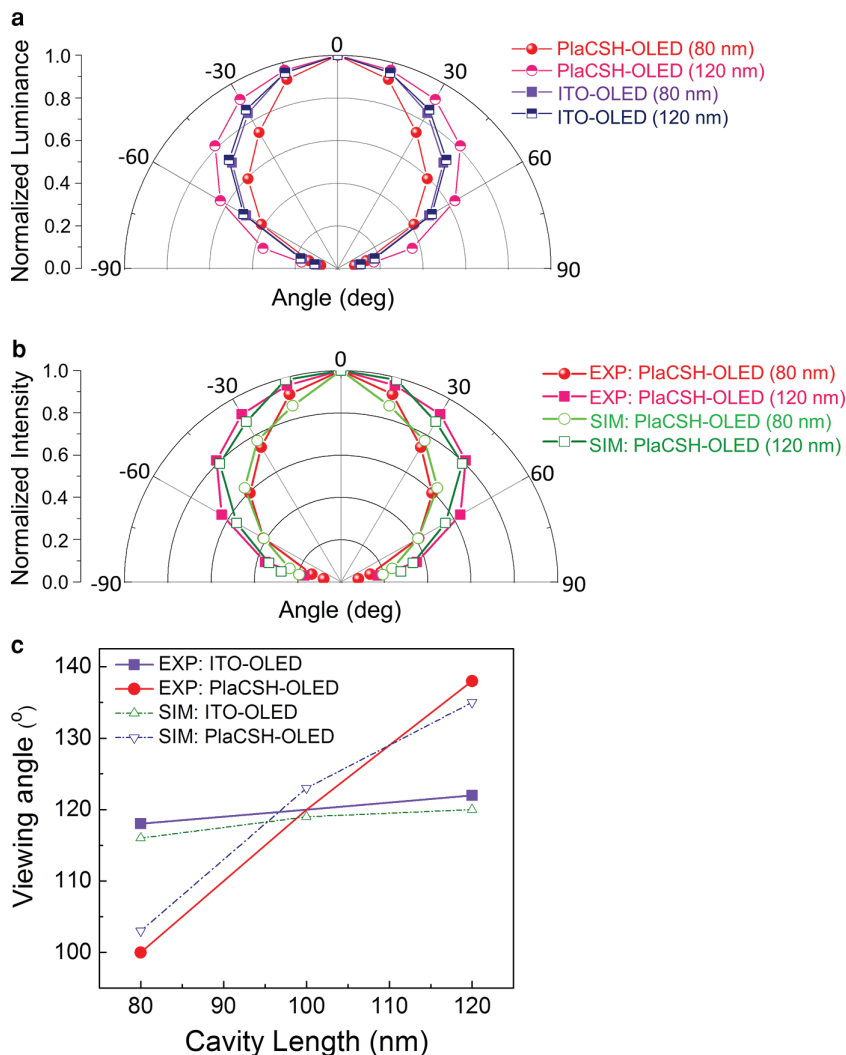 a
0
1.0
0.8
0.6
0.4
0.2
0.0
Normalized Luminance
-30
30
-60
60
-90
90
Angle (deg)
PlaCSH-OLED (80 nm)
PlaCSH-OLED (120 nm)
ITO-OLED (80 nm)
ITO-OLED (120 nm)
b
0
1.0
0.8
0.6
0.4
0.2
0.0
Normalized Intensity
-30
30
-60
60
-90
90
Angle (deg)
EXP: PlaCSH-OLED (80 nm)
EXP: PlaCSH-OLED (120 nm)
SIM: PlaCSH-OLED (80 nm)
SIM: PlaCSH-OLED (120 nm)
c
EXP: ITO-OLED
EXP: PlaCSH-OLED
SIM: ITO-OLED
SIM: PlaCSH-OLED
140
130
120
110
100
Viewing angle (⁰)
80
90
100
110
120
Cavity Length (nm)